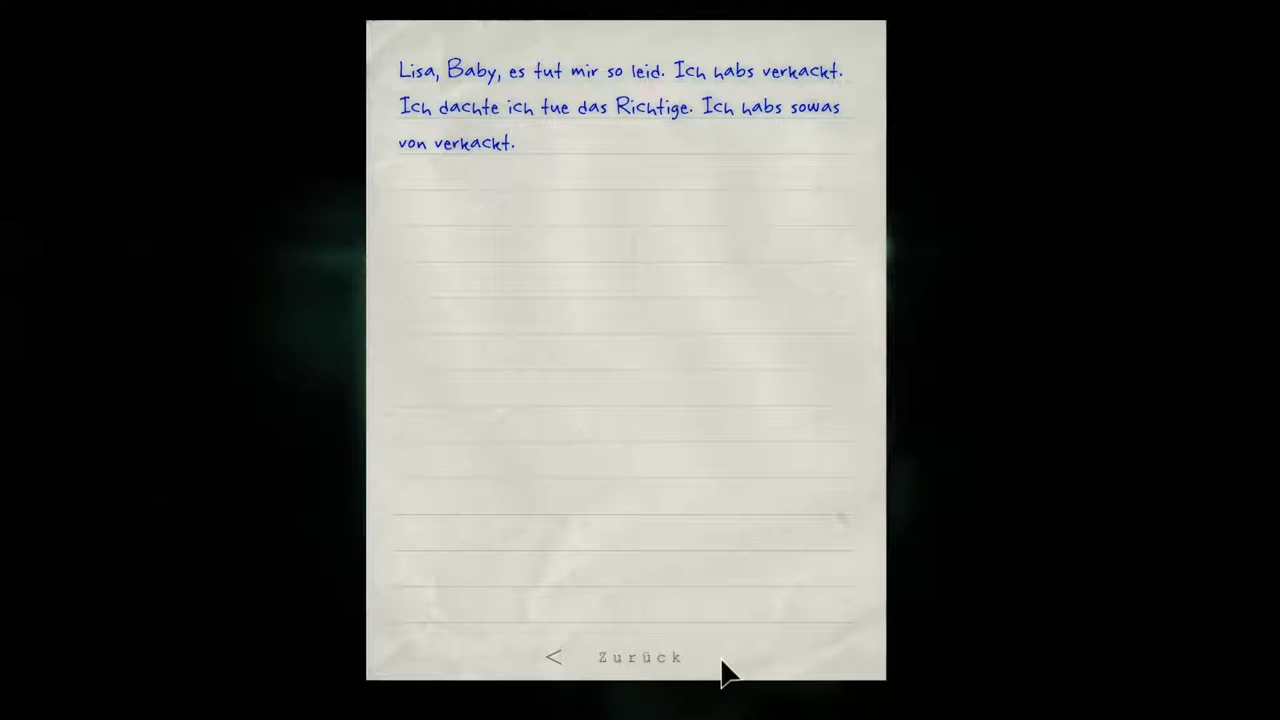 Lisa, Baby, es tut mir so leid. Ich habs verkackt.
Ich dachte ich tue das Richtige. Ich habs sowas
von verkackt.
< Zurück